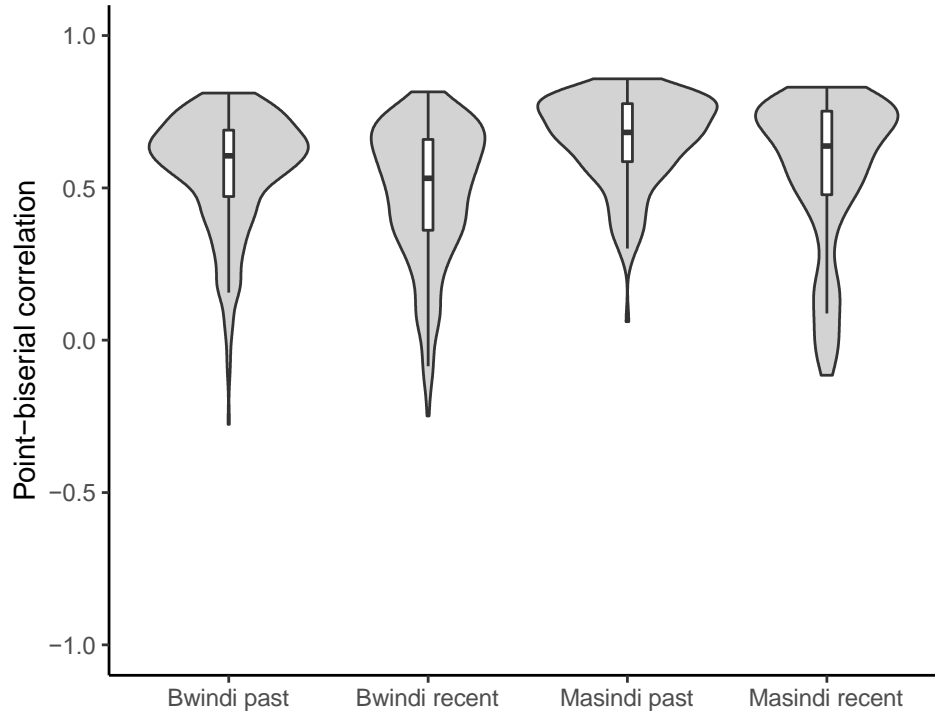 Point−biserial correlation
1.0
0.5
0.0
−0.5
−1.0
Bwindi past Bwindi recent Masindi past Masindi recent